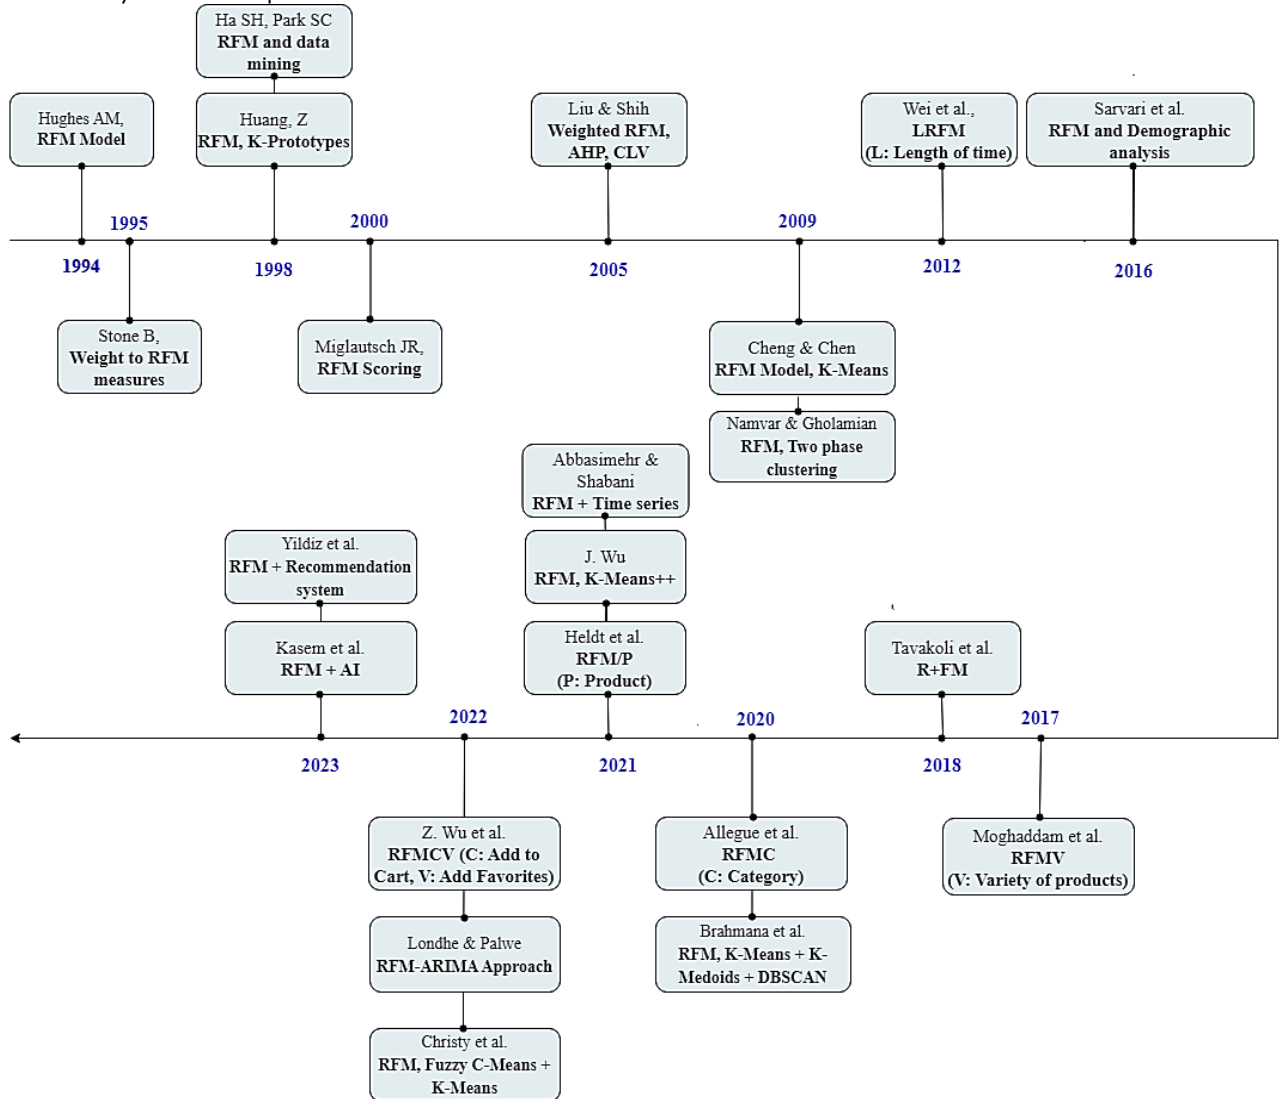 Ha SH, Park SC
RFM and data
mining
Hughes AM,
RFM Model
Huang, Z
RFM, K-Prototypes
Liu & Shih
Weighted RFM,
AHP, CLV
Wei et al.,
LRFM
(L: Length of time)
Sarvari et al.
RFM and Demographic
analysis
1995
2000
2009
1994
1998
2005
2012
2016
Stone B,
Weight to RFM
measures
Miglautsch JR,
RFM Scoring
Cheng & Chen
RFM Model, K-Means
Namvar & Gholamian
RFM, Two phase
clustering
Abbasimehr &
Shabani
RFM + Time series
Yildiz et al.
RFM + Recommendation
system
J. Wu
RFM, K-Means++
Kasem et al.
RFM + AI
Heldt et al.
RFM/P
(P: Product)
Tavakoli et al.
R+FM
2022
2020
2017
2023
2021
2018
Z. Wu et al.
RFMCV (C: Add to
Cart, V: Add Favorites)
Allegue et al.
RFMC
(C: Category)
Moghaddam et al.
RFMV
(V: Variety of products)
Londhe & Palwe
RFM-ARIMA Approach
Brahmana et al.
RFM, K-Means + K-
Medoids + DBSCAN
Christy et al.
RFM, Fuzzy C-Means +
K-Means